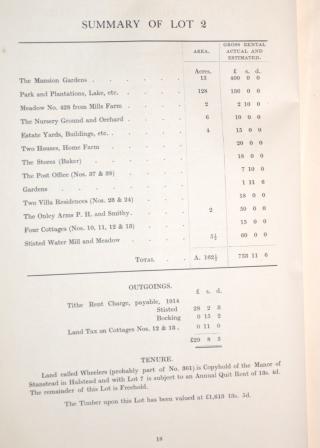 SUMMARY OF LOT 2
AREA. GROSS RENTAL ACTUAL AND ESTIMATED.
Acres. £ s. d.
The Mansion Gardens 13 400 0 0
Park and Plantations, Lake, etc. 128 150 0 0
Meadow No. 428 from Mills Farm 2 2 10 0
The Nursery Ground and Orchard 6 10 0 0
Estate Yards, Buildings, etc. 4 15 0 0
Two Houses, Home Farm 20 0 0
The Stores (Baker) 18 0 0
The Post Office (Nos. 37 & 39) 7 10 0
Gardens 1 11 6
Two Villa Residences (Nos. 23 & 24) 18 0 0
The Onley Arms P. H. and Smithy. 2 0 0
Four Cottages (Nos. 10, 11, 12 & 13) 15 0 0
Stisted Water Mill and Meadow 5½ 60 0 0
TOTAL A. 162½ 753 11 6
OUTGOINGS.
£ s. d.
Tithe Rent Charge, payable, 1914
Stisted 28 2 8
Bocking 0 15 2
Land Tax on Cottages Nos. 12 & 13. 0 11 0
£29 8 5
TENURE.
Land called Wheelers (probably part of No. 361) is Copyhold of the Manor of
Stanstead in Halstead and with Lot 7 is subject to an Annual Quit Rent of 13s. 4d.
The remainder of this Lot is Freehold.
The Timber upon this Lot has been valued at £1,613 13s. 5d.
18